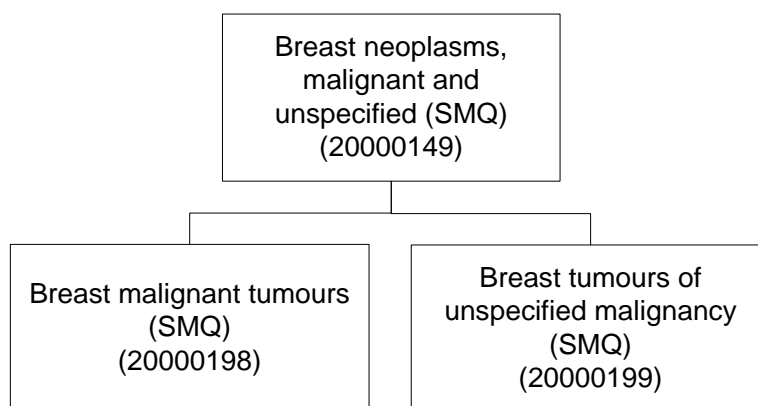 Breast neoplasms,
malignant and
unspecified (SMQ)
(20000149)
Breast malignant tumours
(SMQ)
(20000198)
Breast tumours of
unspecified malignancy
(SMQ)
(20000199)